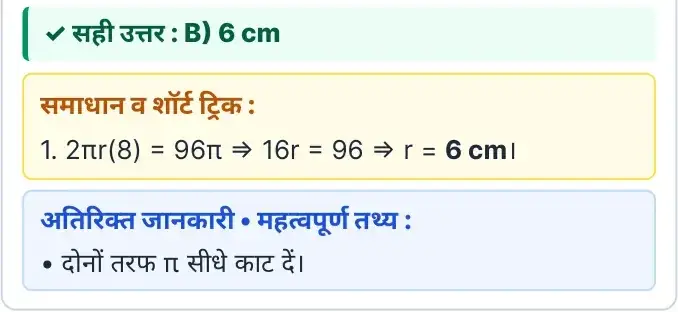 ✓ सही उत्तर : B) 6 cm
समाधान व शॉर्ट ट्रिक :
1. 2πr(8) = 96π ⇒ 16r = 96 ⇒ r = 6 cm।
अतिरिक्त जानकारी • महत्वपूर्ण तथ्य :
• दोनों तरफ π सीधे काट दें।